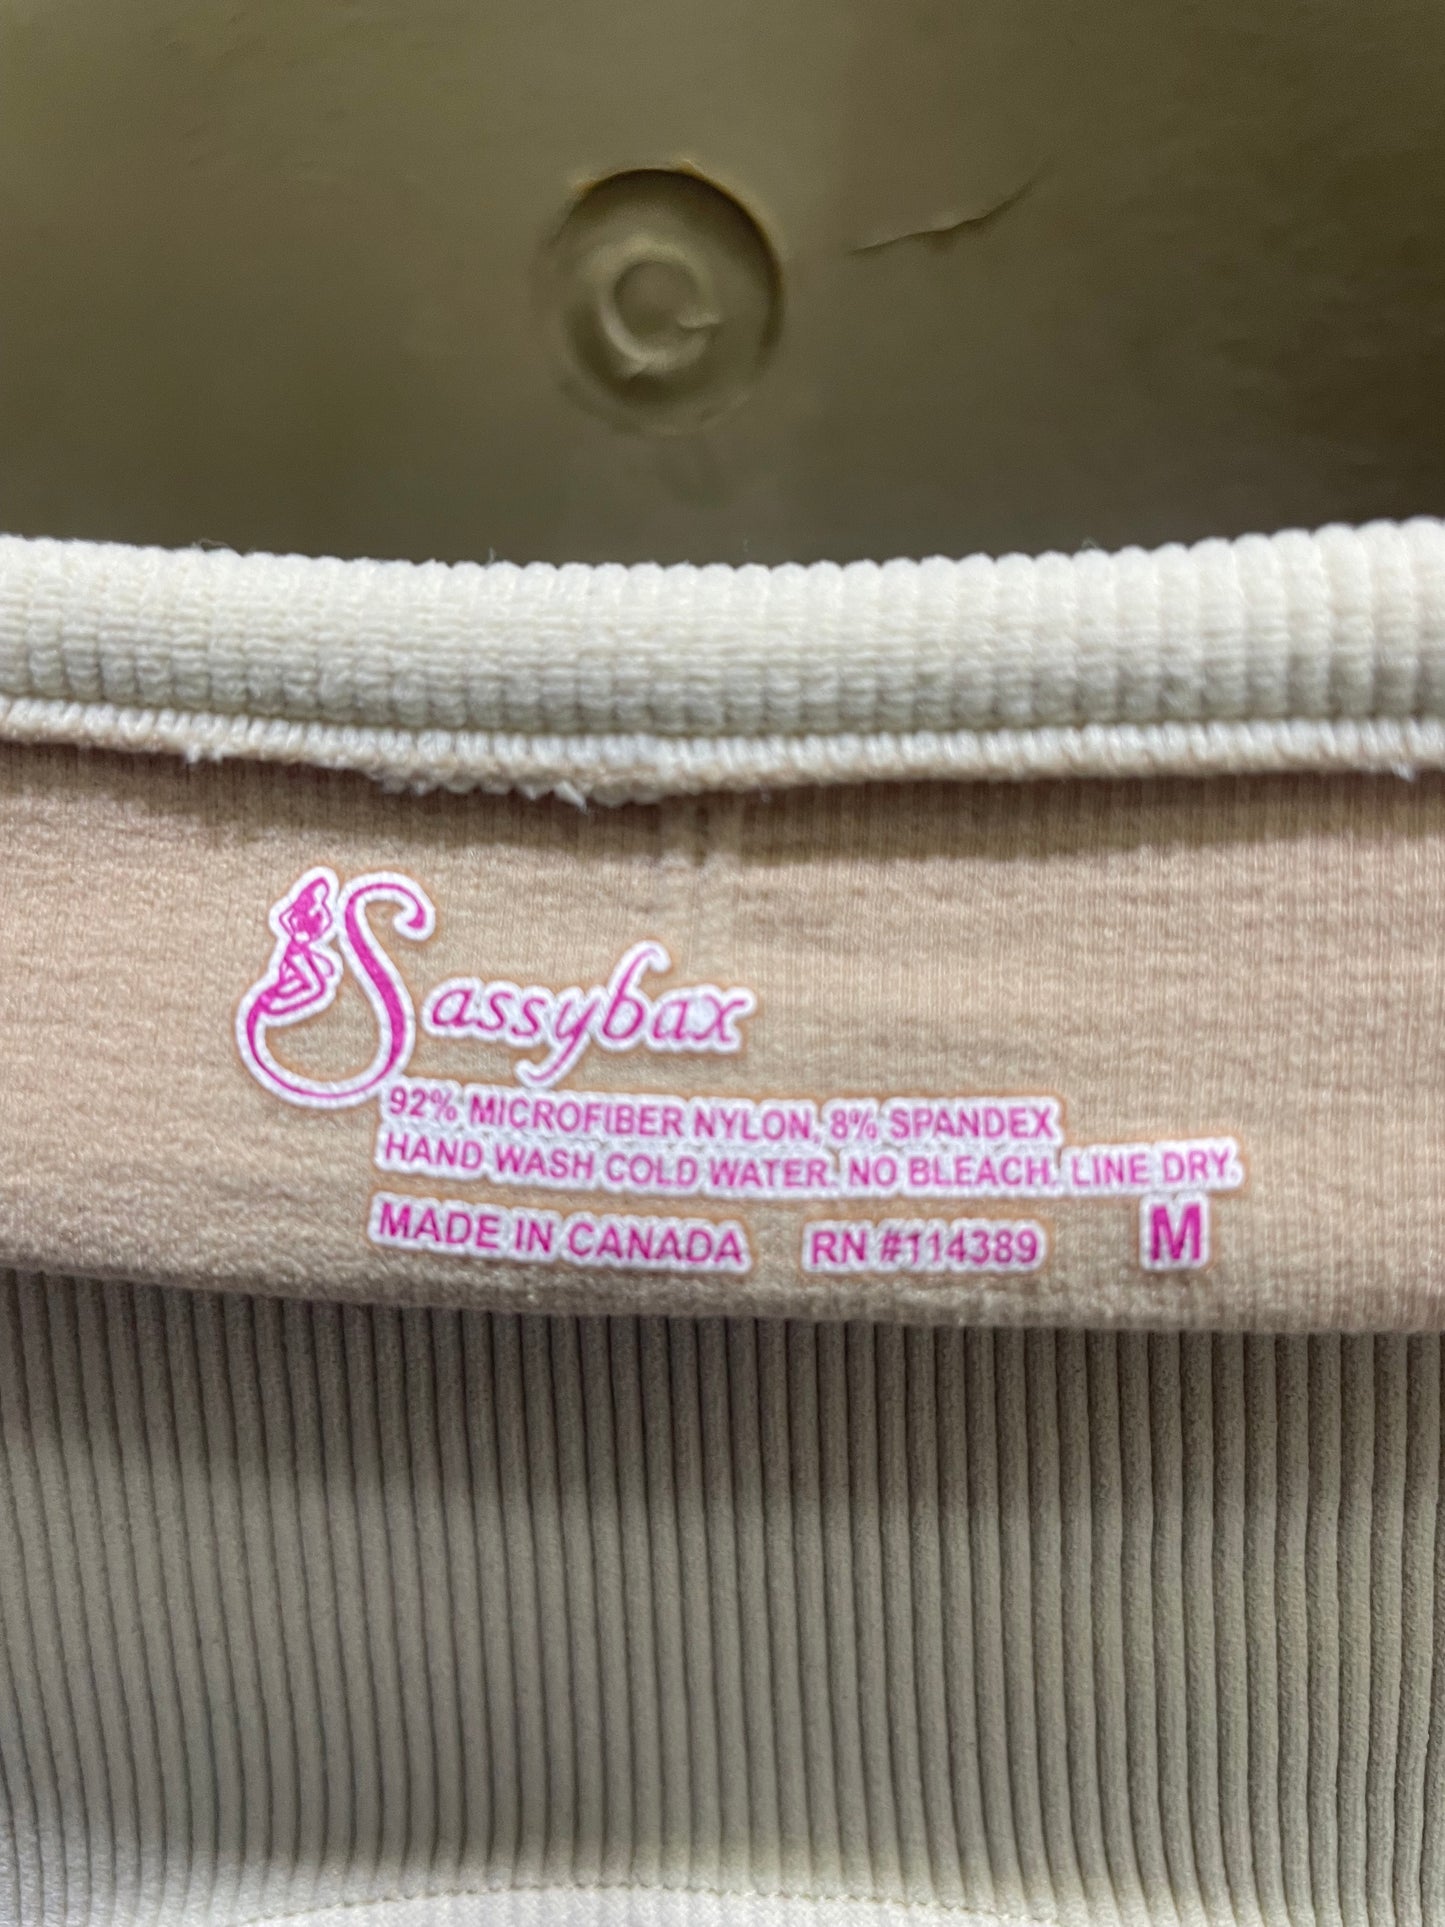 Sassybax
92% MICROFIBER NYLON, 8% SPANDEX
HAND WASH COLD WATER. NO BLEACH. LINE DRY.
MADE IN CANADA RN #114389 M